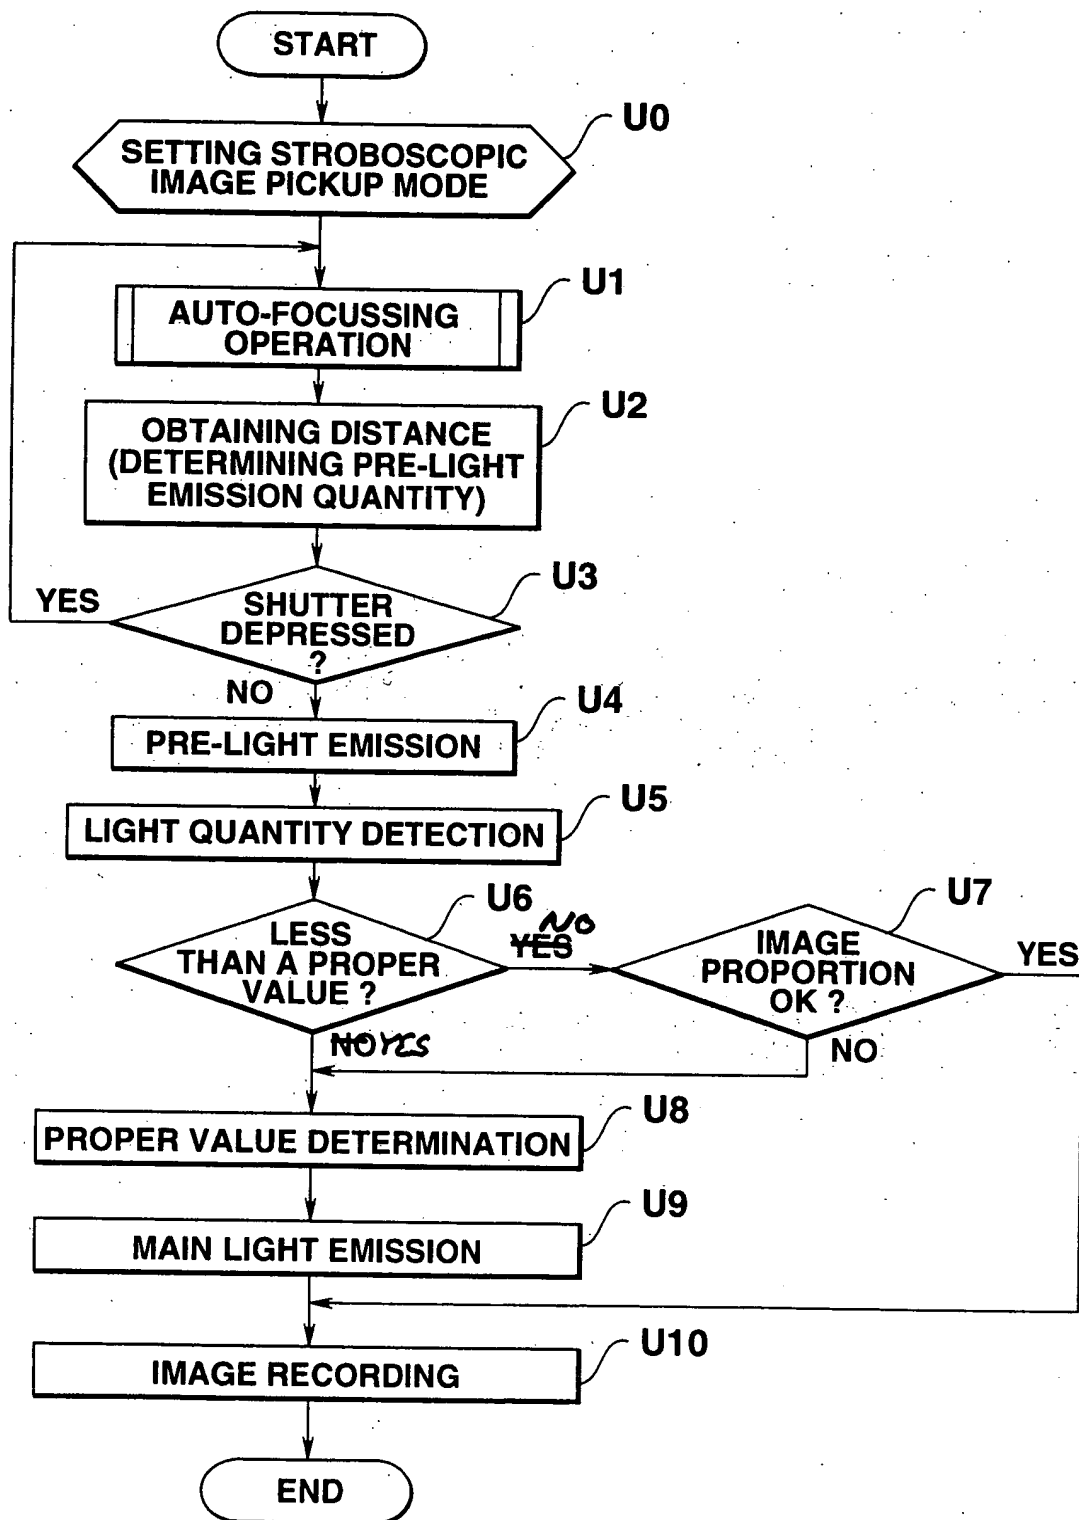 START
U0
SETTING STROBOSCOPIC
IMAGE PICKUP MODE
U1
AUTO-FOCUSSING
OPERATION
U2
OBTAINING DISTANCE
(DETERMINING PRE-LIGHT
EMISSION QUANTITY)
U3
YES
SHUTTER
DEPRESSED
?
NO
U4
PRE-LIGHT EMISSION
U5
LIGHT QUANTITY DETECTION
U6
LESS
THAN A PROPER
VALUE ?
NO
YES
U7
IMAGE
PROPORTION
OK ?
YES
NO YES
NO
U8
PROPER VALUE DETERMINATION
U9
MAIN LIGHT EMISSION
U10
IMAGE RECORDING
END